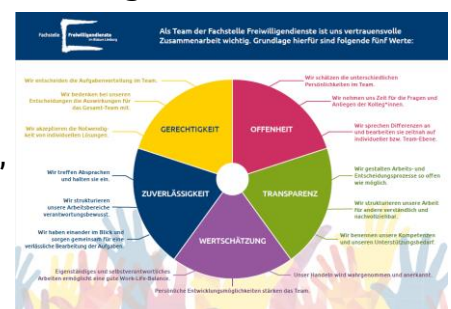 Fachstelle Freiwilligendienste
im Bistum Limburg
Als Team der Fachstelle Freiwilligendienste ist uns vertrauensvolle
Zusammenarbeit wichtig. Grundlage hierfür sind folgende fünf Werte:
Wir entscheiden die Aufgabenverteilung im Team.
Wir bedenken bei unseren
Entscheidungen die Auswirkungen für
das Gesamt-Team mit.
Wir akzeptieren die Notwendig-
keit von individuellen Lösungen.
GERECHTIGKEIT
OFFENHEIT
Wir schätzen die unterschiedlichen
Persönlichkeiten im Team.
Wir nehmen uns Zeit für die Fragen und
Anliegen der Kolleg*innen.
Wir sprechen Differenzen an
und bearbeiten sie zeitnah auf
individueller bzw. Team-Ebene.
,
Wir treffen Absprachen
und halten sie ein.
Wir strukturieren
unsere Arbeitsbereiche
verantwortungsbewusst.
Wir haben einander im Blick und
sorgen gemeinsam für eine
verlässliche Bearbeitung der Aufgaben.
ZUVERLÄSSIGKEIT
TRANSPARENZ
Wir gestalten Arbeits- und
Entscheidungsprozesse so offen
wie möglich.
Wir strukturieren unsere Arbeit
für andere verständlich und
nachvollziehbar.
Wir benennen unsere Kompetenzen
und unseren Unterstützungsbedarf.
WERTSCHÄTZUNG
Eigenständiges und selbstverantwortliches
Arbeiten ermöglicht eine gute Work-Life-Balance.
Persönliche Entwicklungsmöglichkeiten stärken das Team.
Unser Handeln wird wahrgenommen und anerkannt.